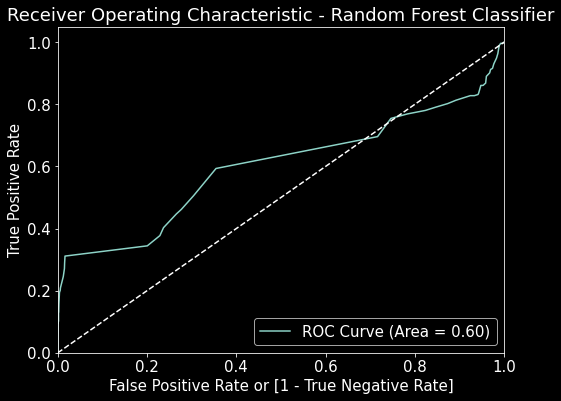 Receiver Operating Characteristic - Random Forest Classifier
True Positive Rate
1.0
0.8
0.6
0.4
0.2
0.0
ROC Curve (Area = 0.60)
0.0 0.2 0.4 0.6 0.8 1.0
False Positive Rate or [1 - True Negative Rate]